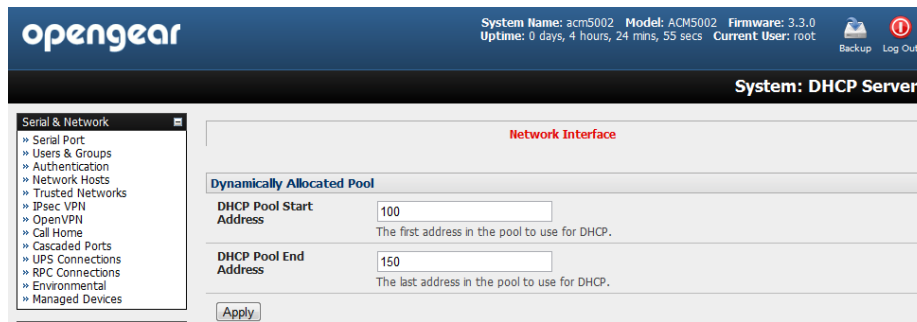 opengear
System Name: acm5002 Model: ACM5002 Firmware: 3.3.0
Uptime: 0 days, 4 hours, 24 mins, 55 secs Current User: root
Backup Log Out
System: DHCP Server
Serial & Network
» Serial Port
» Users & Groups
» Authentication
» Network Hosts
» Trusted Networks
» IPsec VPN
» OpenVPN
» Call Home
» Cascaded Ports
» UPS Connections
» RPC Connections
» Environmental
» Managed Devices
Network Interface
Dynamically Allocated Pool
DHCP Pool Start
Address
100
The first address in the pool to use for DHCP.
DHCP Pool End
Address
150
The last address in the pool to use for DHCP.
Apply